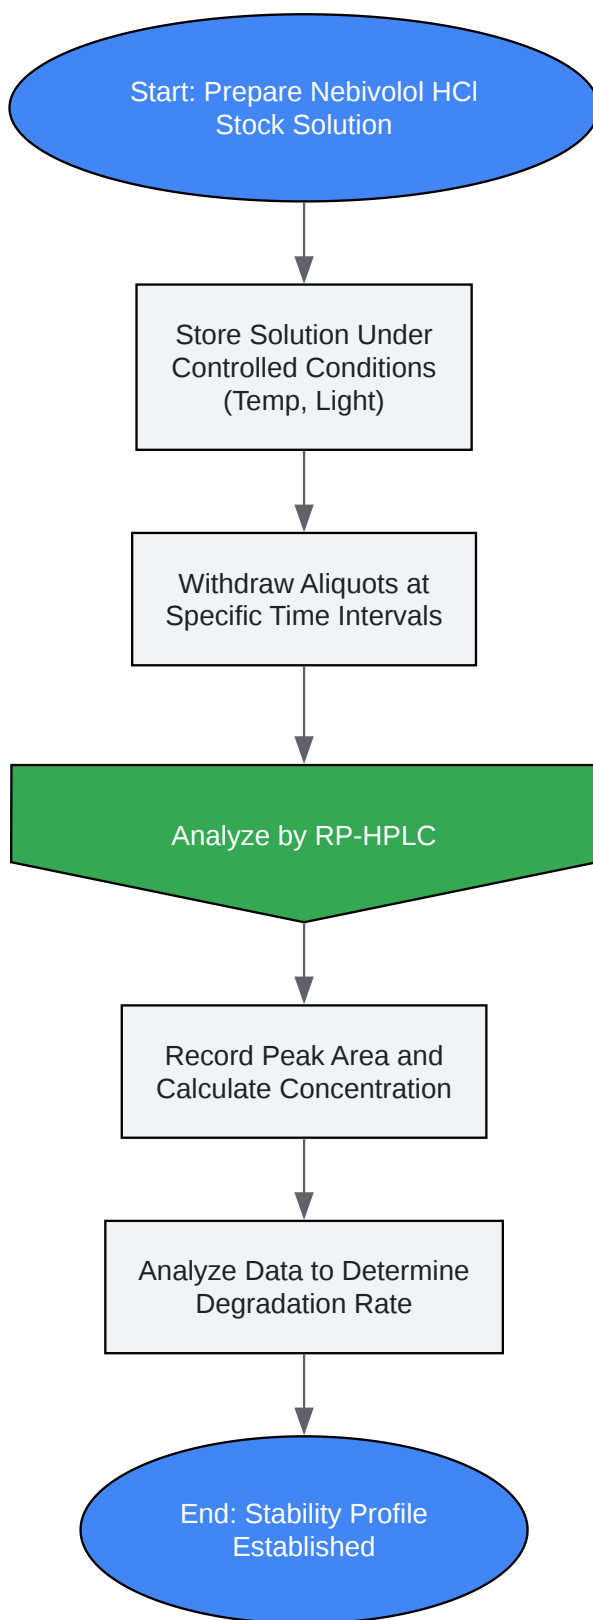 Start: Prepare Nebivolol HCl
Stock Solution
Store Solution Under
Controlled Conditions
(Temp, Light)
Withdraw Aliquots at
Specific Time Intervals
Analyze by RP-HPLC
Record Peak Area and
Calculate Concentration
Analyze Data to Determine
Degradation Rate
End: Stability Profile
Established